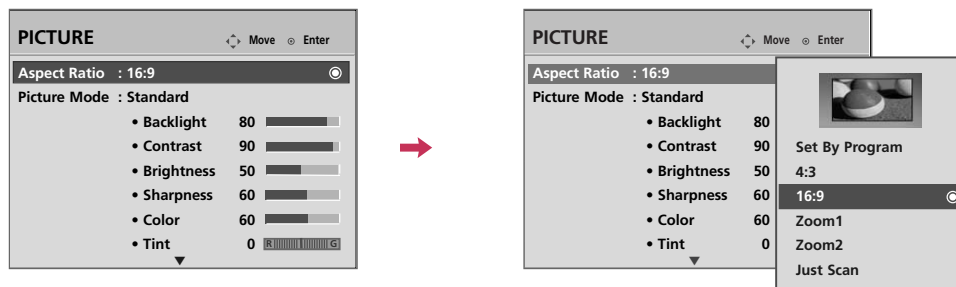 PICTURE Move Enter
Aspect Ratio : 16:9
Picture Mode : Standard
• Backlight 80
• Contrast 90
• Brightness 50
• Sharpness 60
• Color 60
• Tint 0 R G
PICTURE Move Enter
Aspect Ratio : 16:9
Picture Mode : Standard
• Backlight 80
• Contrast 90
• Brightness 50
• Sharpness 60
• Color 60
• Tint 0
Set By Program
4:3
16:9
Zoom1
Zoom2
Just Scan